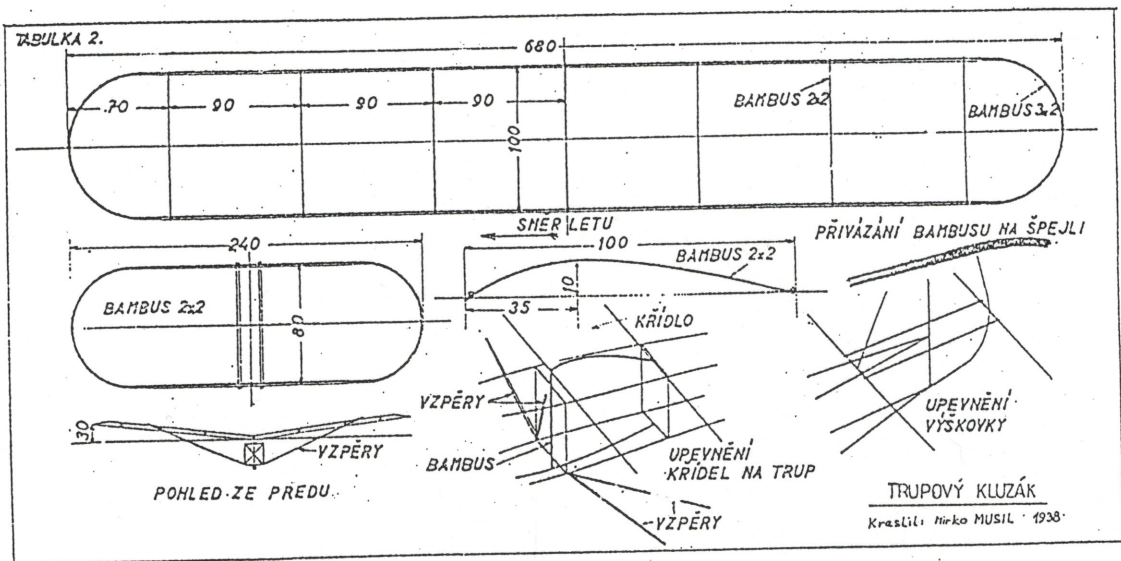 TABULKA 2.
680
70
90
90
90
100
BAMBUS 2x2
BAMBUS 3x2
SMĚR LETU
240
100
PŘIVÁZÁNÍ BAMBUSU NA ŠPEJLI
BAMBUS 2x2
BAMBUS 2x2
80
10
35
KŘÍDLO
VZPĚRY
30
VZPĚRY
BAMBUS
UPEVNĚNÍ
KŘÍDEL NA TRUP
UPEVNĚNÍ
VÝŠKOVKY
POHLED ZE PŘEDU
VZPĚRY
TRUPOVÝ KLUZÁK
Kreslil: Mirko MUSIL 1938